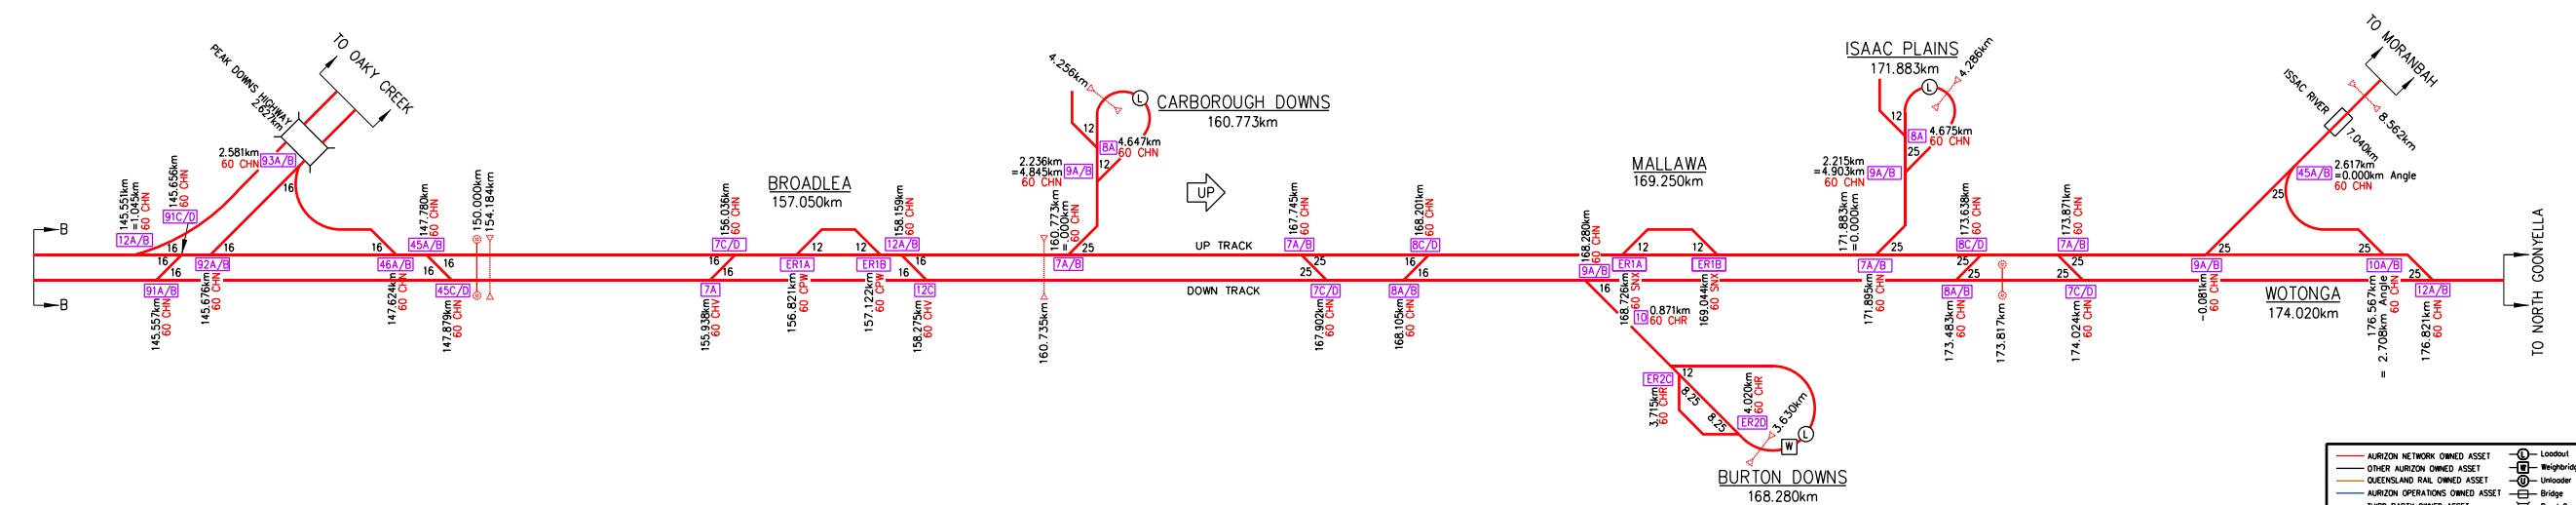 TO OAKY CREEK
PEAK DOWNS HIGHWAY
2.627km
2.581km
60 CHN
93A/B
16
145.551km
=1.045km
60 CHN
12A/B
145.656km
60 CHN
91C/D
B
B
16
16
16
91A/B
145.557km
60 CHN
92A/B
145.676km
60 CHN
16
46A/B
147.624km
60 CHN
147.780km
60 CHN
45A/B
16
16
45C/D
147.879km
60 CHN
150.000km
154.184km
156.036km
60 CHN
7C/D
16
16
7A
155.938km
60 CHV
BROADLEA
157.050km
12
12
ER1A
156.821km
60 CPW
ER1B
157.122km
60 CPW
158.159km
60 CHN
12A/B
16
16
12C
158.275km
60 CHV
4.256km
L
CARBOROUGH DOWNS
160.773km
12
8A
4.647km
60 CHN
12
2.236km
=4.845km
60 CHN
9A/B
160.773km
=.000km
60 CHN
25
7A/B
160.735km
UP
UP TRACK
DOWN TRACK
167.745km
60 CHN
7A/B
25
25
7C/D
167.902km
60 CHN
168.201km
60 CHN
8C/D
16
16
8A/B
168.105km
60 CHN
168.280km
60 CHN
9A/B
16
MALLAWA
169.250km
12
12
ER1A
168.726km
60 SNX
ER1B
169.044km
60 SNX
10
0.871km
60 CHR
ER2C
3.715km
60 CHR
12
8.25
8.25
4.020km
60 CHR
ER2D
3.630km
W
L
BURTON DOWNS
168.280km
ISAAC PLAINS
171.883km
L
4.286km
12
8A
4.675km
60 CHN
25
2.215km
=4.903km
60 CHN
9A/B
171.883km
=0.000km
25
7A/B
171.895km
60 CHN
173.638km
60 CHN
8C/D
25
25
8A/B
173.483km
60 CHN
173.817km
173.871km
60 CHN
7A/B
25
25
7C/D
174.024km
60 CHN
TO MORANBAH
ISSAC RIVER
7.040km
8.562km
45A/B
2.617km
=0.000km Angle
60 CHN
25
25
9A/B
-0.081km
60 CHN
WOTONGA
174.020km
25
10A/B
176.567km
= 2.708km Angle
60 CHN
25
12A/B
176.821km
60 CHN
TO NORTH GOONYELLA
AURIZON NETWORK OWNED ASSET
L Loadout
OTHER AURIZON OWNED ASSET
W
QUEENSLAND RAIL OWNED ASSET
U Unloader
AURIZON OPERATIONS OWNED ASSET
Bridge